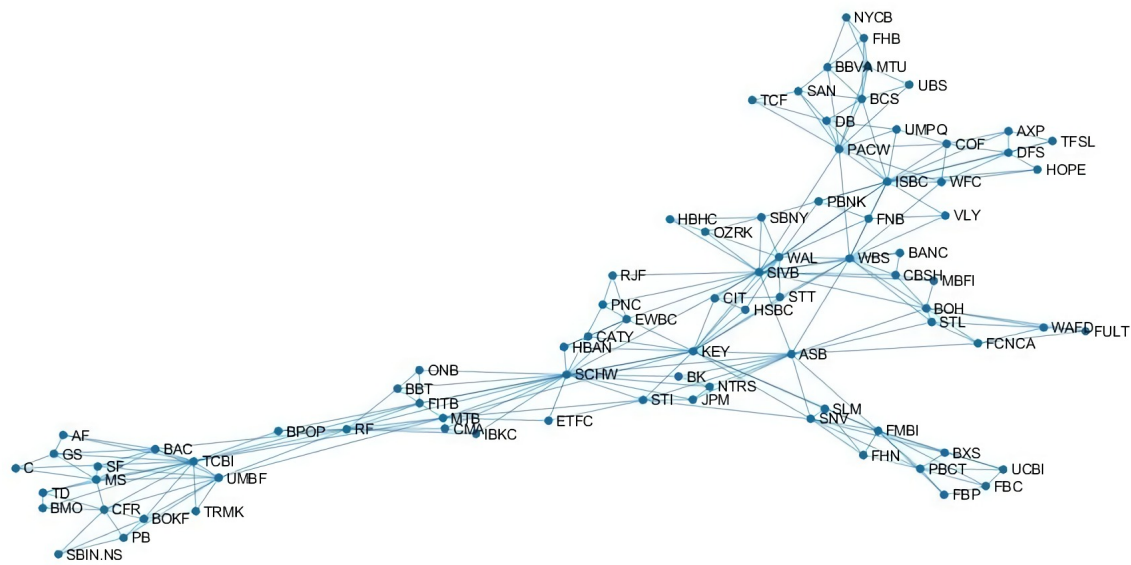 NYCB
FHB
BBVA
MTU
UBS
SAN
TCF
BCS
DB
UMPQ
AXP
TFSL
COF
DFS
PACW
HOPE
ISBC
WFC
PBNK
VLY
HBHC
SBNY
FNB
OZRK
BANC
WAL
WBS
SIVB
RJF
CBSH
MBFI
CIT
STT
PNC
HSBC
BOH
EWBC
STL
WAFD
FULT
CATY
HBAN
FCNCA
KEY
ASB
ONB
SCHW
BK
BBT
NTRS
FITB
STI
JPM
SLM
MTB
ETFC
SNV
CMA
IBKC
BPOP
RF
FMBI
AF
BAC
GS
FHN
BXS
TCBI
C
SF
PBCT
UCBI
MS
UMBF
FBC
TD
FBP
BMO
CFR
TRMK
BOKF
PB
SBIN.NS